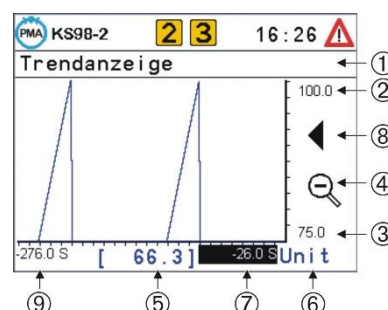 PMA KS98-2 2 3 16:26
Trendanzeige ①
100.0 ②
⑧
④
75.0 ③
-276.0 S [ 66.3] -26.0 S Unit
⑨ ⑤ ⑦ ⑥